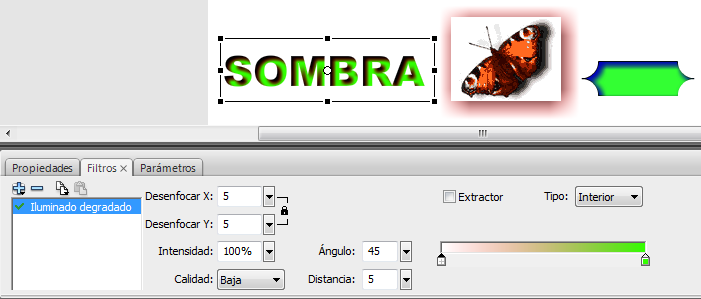 SOMBRA
Propiedades Filtros × Parámetros
Iluminado degradado
Desenfocar X: 5 Extractor Tipo: Interior
Desenfocar Y: 5
Intensidad: 100% Ángulo: 45
Calidad: Baja Distancia: 5